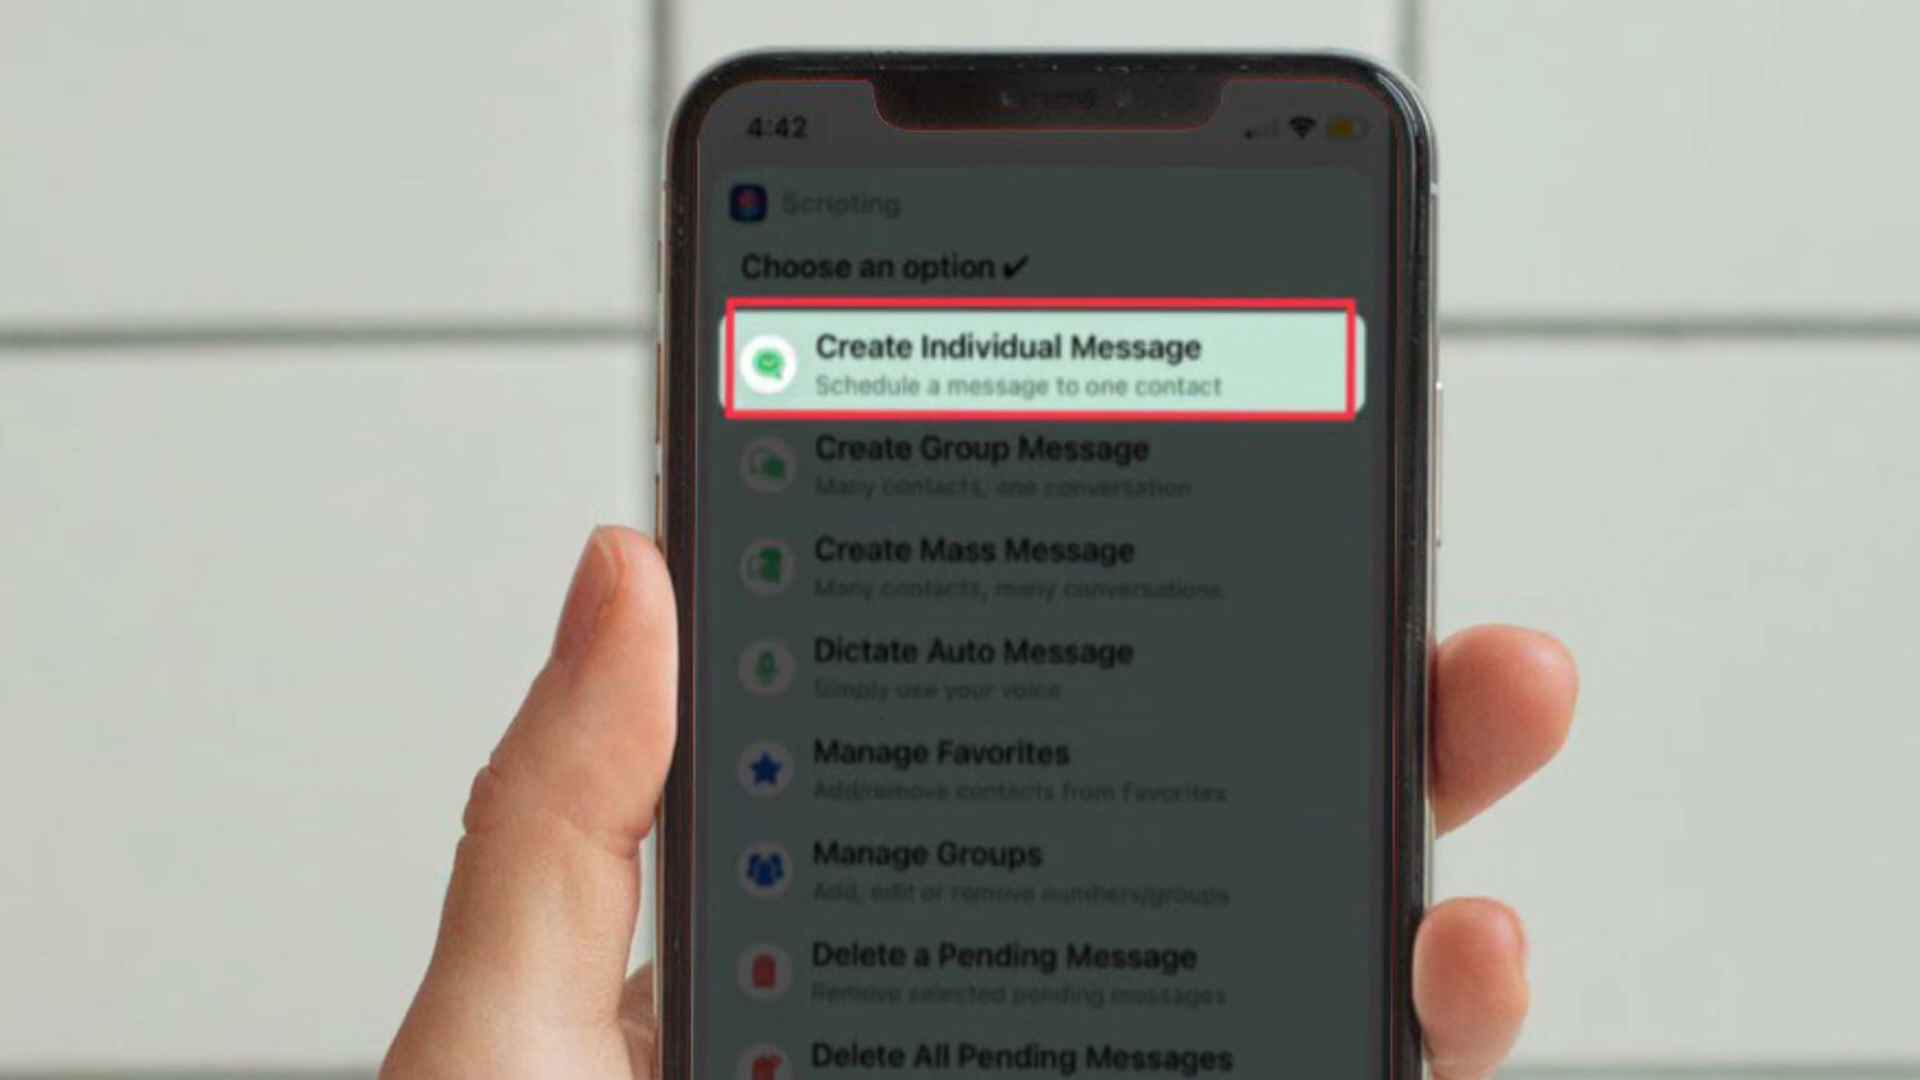 4:42
Scripting
Choose an option ✔
Create Individual Message
Schedule a message to one contact
Create Group Message
Many contacts, one conversation
Create Mass Message
Many contacts, many conversations
Dictate Auto Message
Simply use your voice
Manage Favorites
Add/remove contacts from Favorites
Manage Groups
Add, edit or remove numbers/groups
Delete a Pending Message
Remove selected pending messages
Delete All Pending Messages